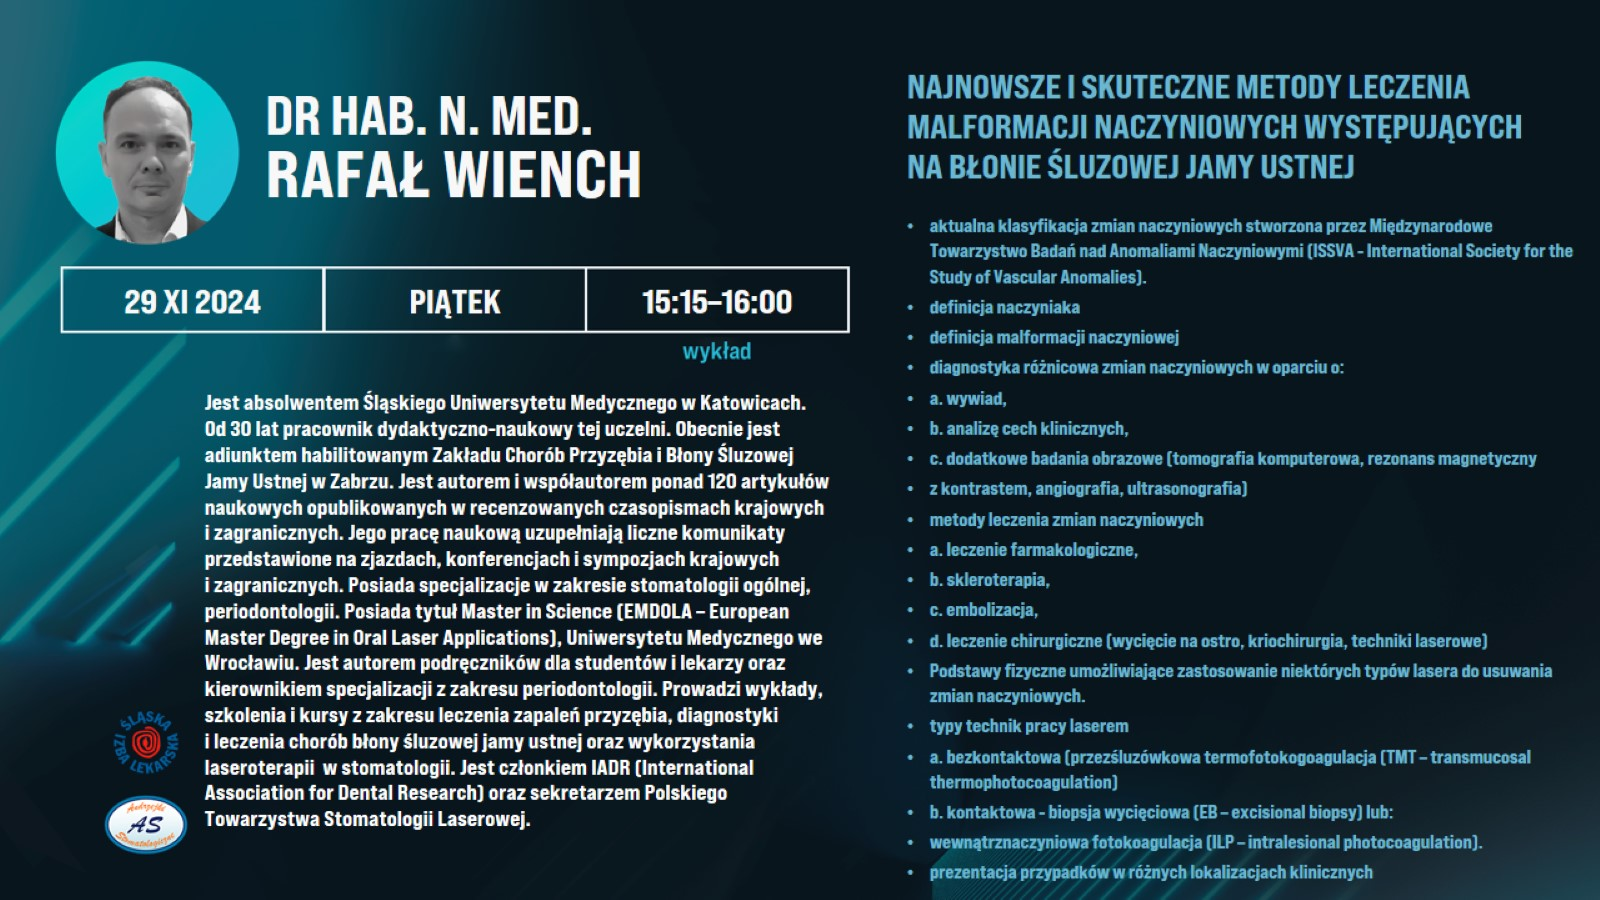 DR HAB. N. MED.
RAFAŁ WIENCH
29 XI 2024
PIĄTEK
15:15–16:00
wykład
Jest absolwentem Śląskiego Uniwersytetu Medycznego w Katowicach.
Od 30 lat pracownik dydaktyczno-naukowy tej uczelni. Obecnie jest
adiunktem habilitowanym Zakładu Chorób Przyzębia i Błony Śluzowej
Jamy Ustnej w Zabrzu. Jest autorem i współautorem ponad 120 artykułów
naukowych opublikowanych w recenzowanych czasopismach krajowych
i zagranicznych. Jego pracę naukową uzupełniają liczne komunikaty
przedstawione na zjazdach, konferencjach i sympozjach krajowych
i zagranicznych. Posiada specjalizacje w zakresie stomatologii ogólnej,
periodontologii. Posiada tytuł Master in Science (EMDOLA – European
Master Degree in Oral Laser Applications), Uniwersytetu Medycznego we
Wrocławiu. Jest autorem podręczników dla studentów i lekarzy oraz
kierownikiem specjalizacji z zakresu periodontologii. Prowadzi wykłady,
szkolenia i kursy z zakresu leczenia zapaleń przyzębia, diagnostyki
i leczenia chorób błony śluzowej jamy ustnej oraz wykorzystania
laseroterapii w stomatologii. Jest członkiem IADR (International
Association for Dental Research) oraz sekretarzem Polskiego
Towarzystwa Stomatologii Laserowej.
ŚLĄSKA
IZBA LEKARSKA
Andrzejki
AS
Stomatologiczne
NAJNOWSZE I SKUTECZNE METODY LECZENIA
MALFORMACJI NACZYNIOWYCH WYSTĘPUJĄCYCH
NA BŁONIE ŚLUZOWEJ JAMY USTNEJ
• aktualna klasyfikacja zmian naczyniowych stworzona przez Międzynarodowe
Towarzystwo Badań nad Anomaliami Naczyniowymi (ISSVA - International Society for the
Study of Vascular Anomalies).
• definicja naczyniaka
• definicja malformacji naczyniowej
• diagnostyka różnicowa zmian naczyniowych w oparciu o:
• a. wywiad,
• b. analizę cech klinicznych,
• c. dodatkowe badania obrazowe (tomografia komputerowa, rezonans magnetyczny
• z kontrastem, angiografia, ultrasonografia)
• metody leczenia zmian naczyniowych
• a. leczenie farmakologiczne,
• b. skleroterapia,
• c. embolizacja,
• d. leczenie chirurgiczne (wycięcie na ostro, kriochirurgia, techniki laserowe)
• Podstawy fizyczne umożliwiające zastosowanie niektórych typów lasera do usuwania
zmian naczyniowych.
• typy technik pracy laserem
• a. bezkontaktowa (przezśluzówkowa termofotokogoagulacja (TMT – transmucosal
thermophotocoagulation)
• b. kontaktowa - biopsja wycięciowa (EB – excisional biopsy) lub:
• wewnątrznaczyniowa fotokoagulacja (ILP – intralesional photocoagulation).
• prezentacja przypadków w różnych lokalizacjach klinicznych